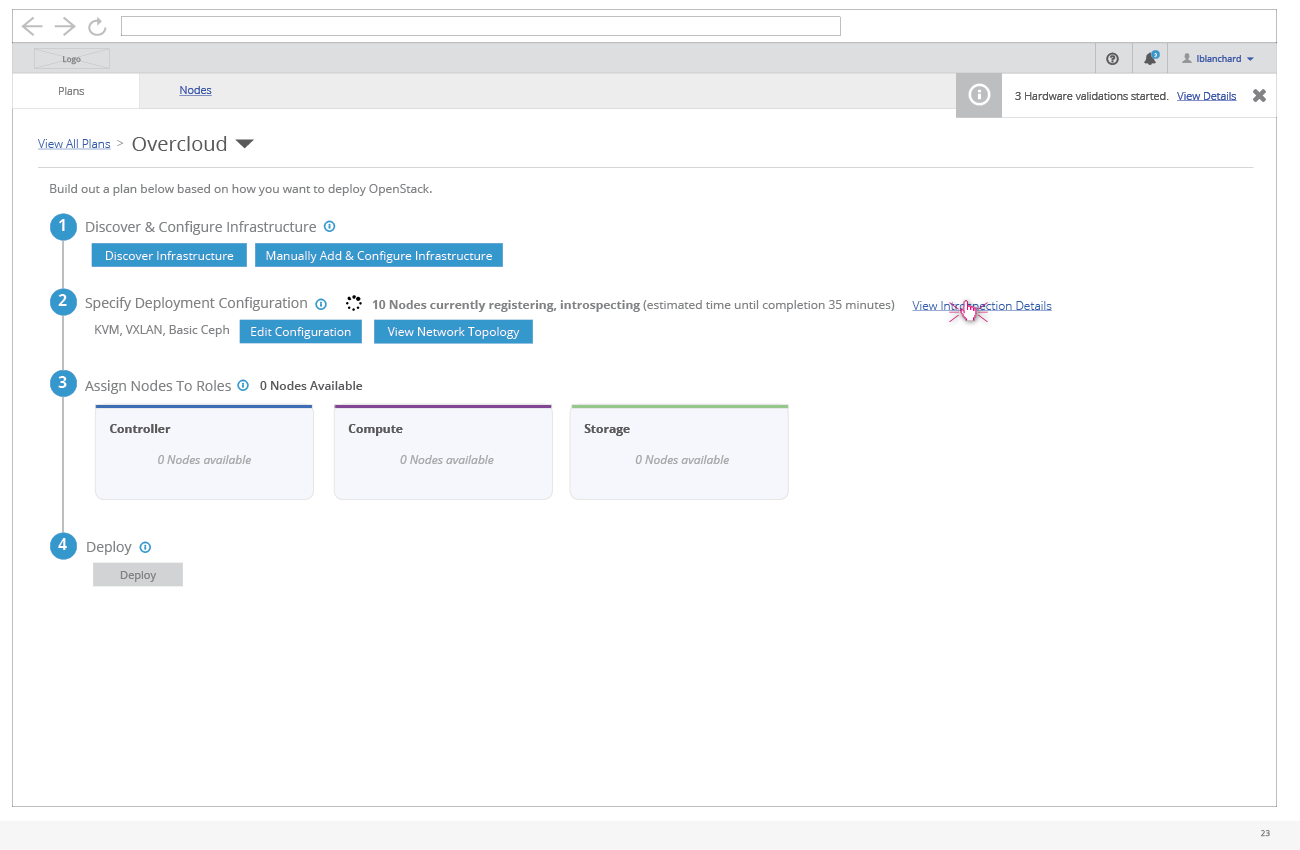 Logo
3
lblanchard
Plans
Nodes
3 Hardware validations started. View Details
View All Plans > Overcloud
Build out a plan below based on how you want to deploy OpenStack.
1 Discover & Configure Infrastructure
Discover Infrastructure
Manually Add & Configure Infrastructure
2 Specify Deployment Configuration
10 Nodes currently registering, introspecting (estimated time until completion 35 minutes)
View Introspection Details
KVM, VXLAN, Basic Ceph
Edit Configuration
View Network Topology
3 Assign Nodes To Roles
0 Nodes Available
Controller
0 Nodes available
Compute
0 Nodes available
Storage
0 Nodes available
4 Deploy
Deploy
23